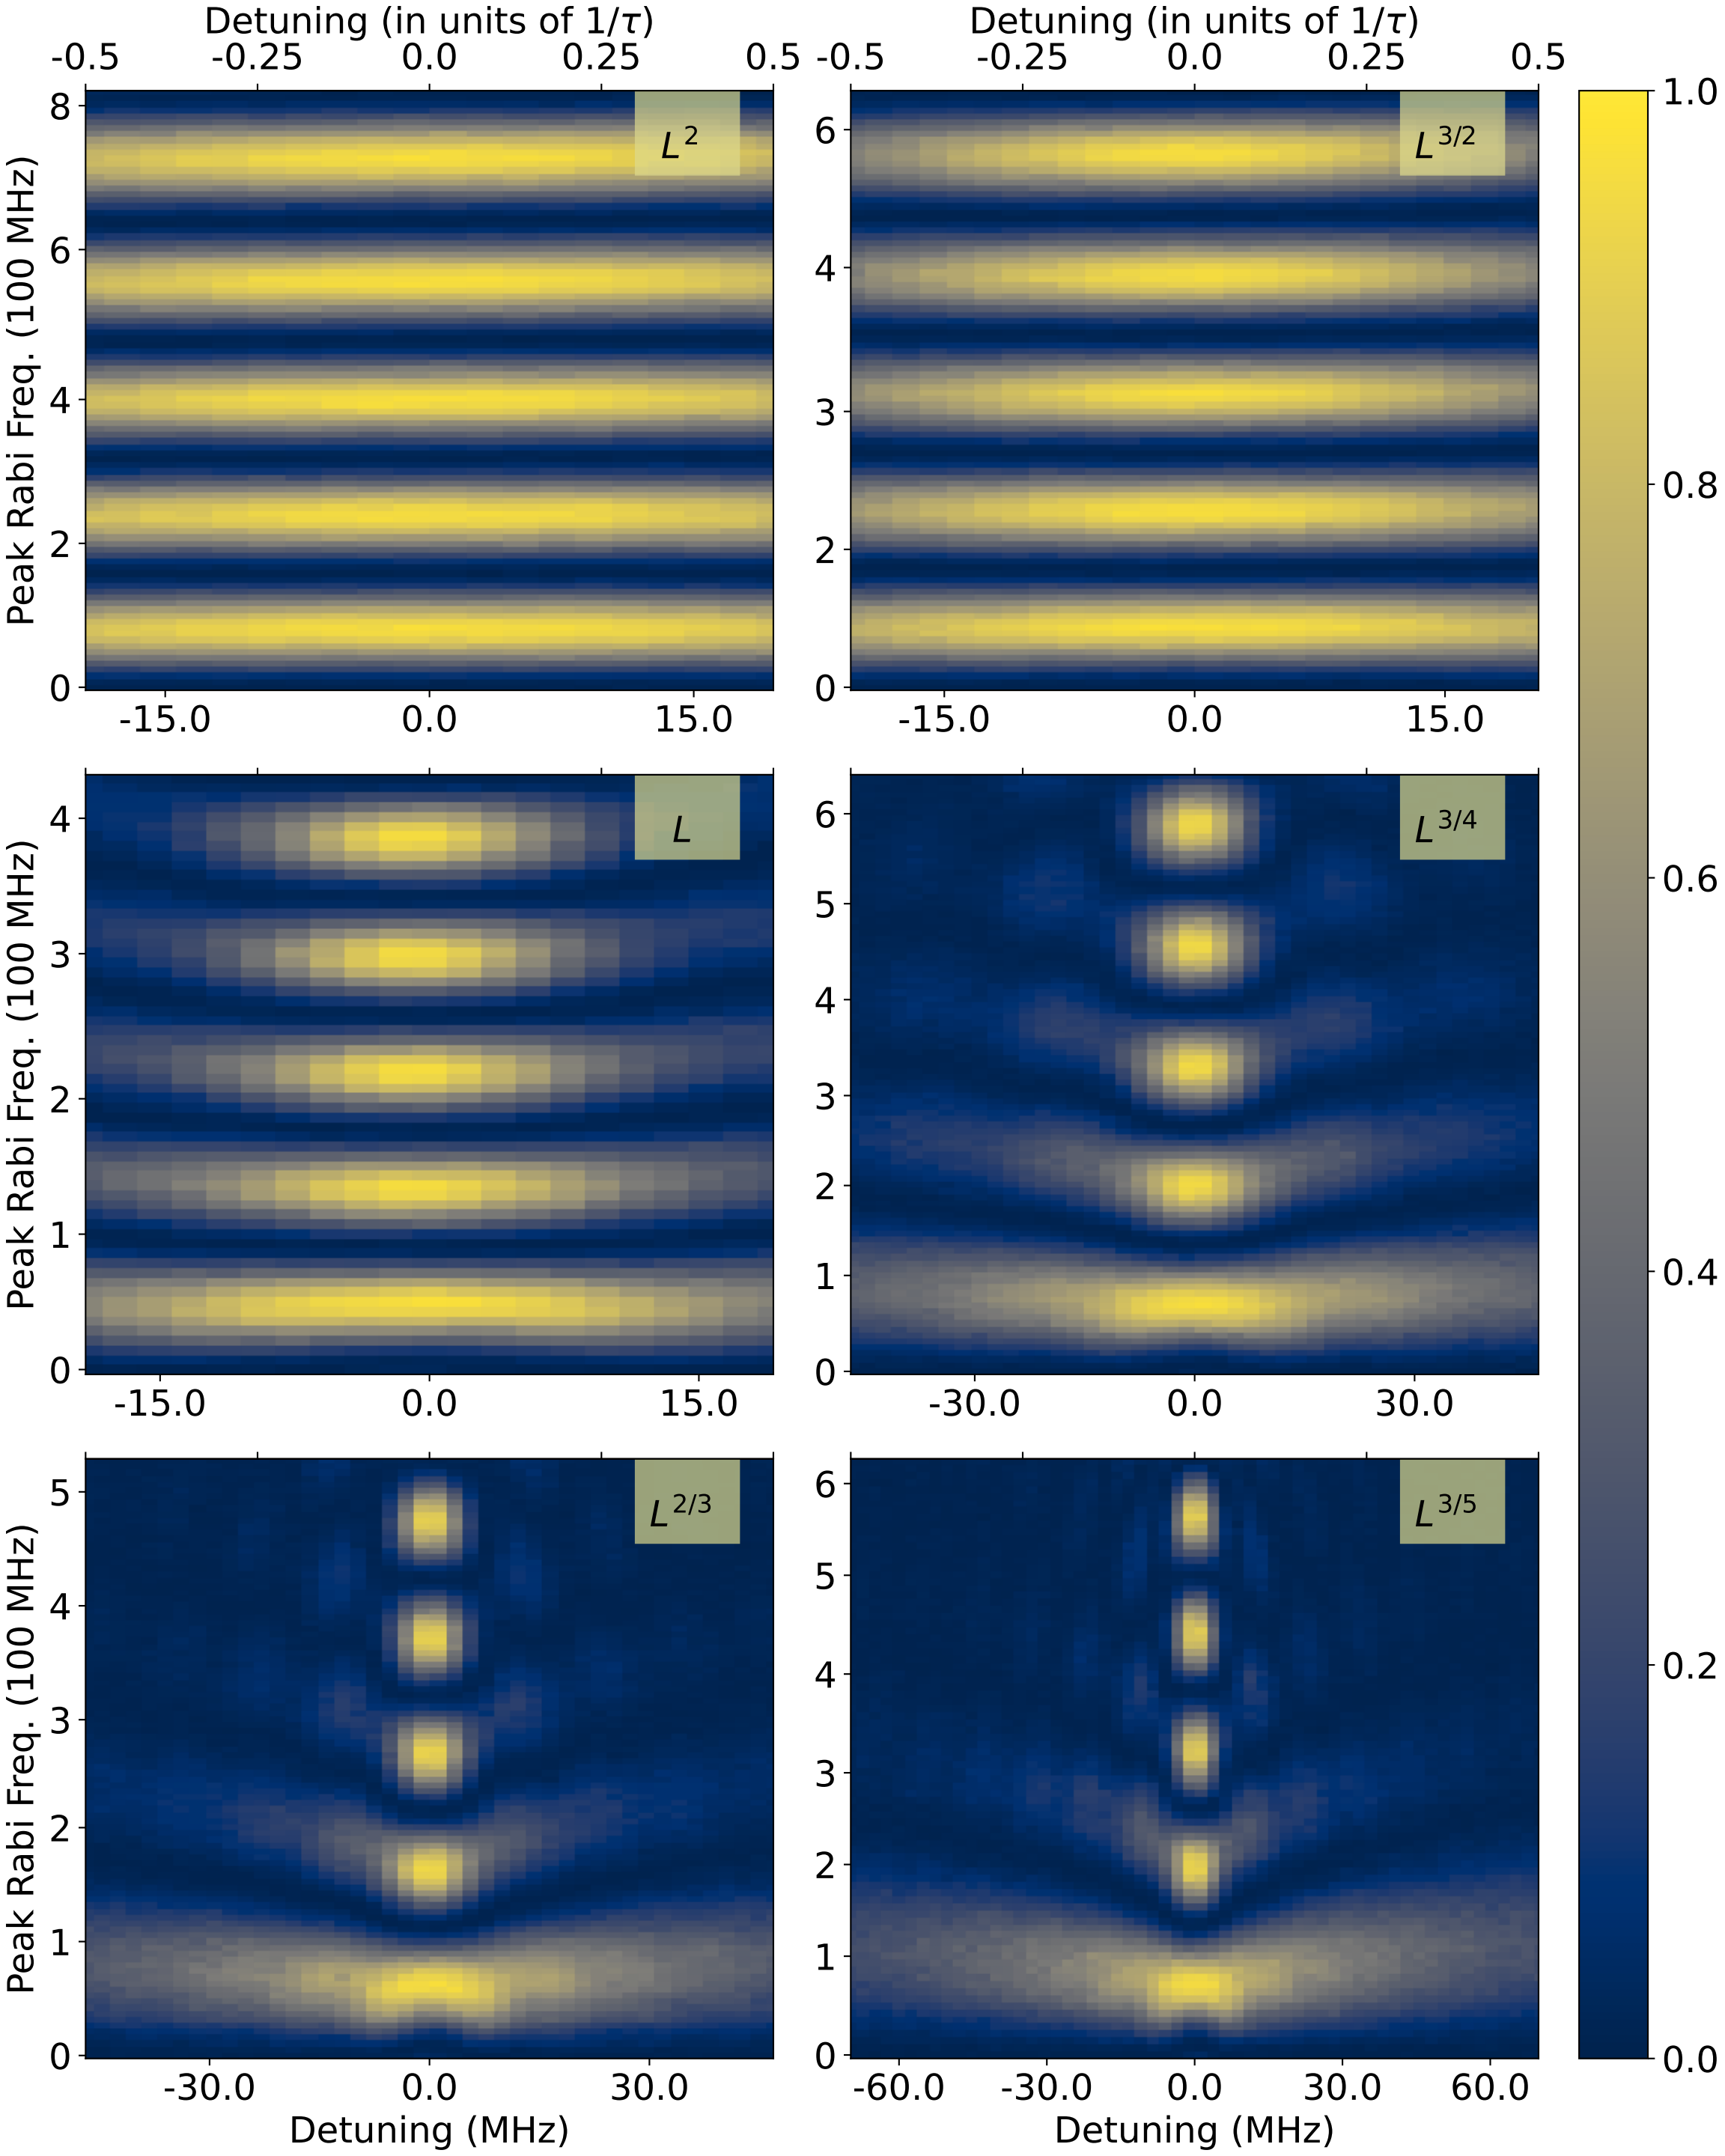 Detuning (in units of 1/τ) Detuning (in units of 1/τ)
-0.5 -0.25 0.0 0.25 0.5 -0.5 -0.25 0.0 0.25 0.5
Peak Rabi Freq. (100 MHz)
8
6
4
2
0
L^2
-15.0 0.0 15.0
6
4
3
2
0
L^{3/2}
-15.0 0.0 15.0
1.0
0.8
0.6
0.4
0.2
0.0
Peak Rabi Freq. (100 MHz)
4
3
2
1
0
L
-15.0 0.0 15.0
6
5
4
3
2
1
0
L^{3/4}
-30.0 0.0 30.0
Peak Rabi Freq. (100 MHz)
5
4
3
2
1
0
L^{2/3}
-30.0 0.0 30.0
Detuning (MHz)
6
5
4
3
2
1
0
L^{3/5}
-60.0 -30.0 0.0 30.0 60.0
Detuning (MHz)